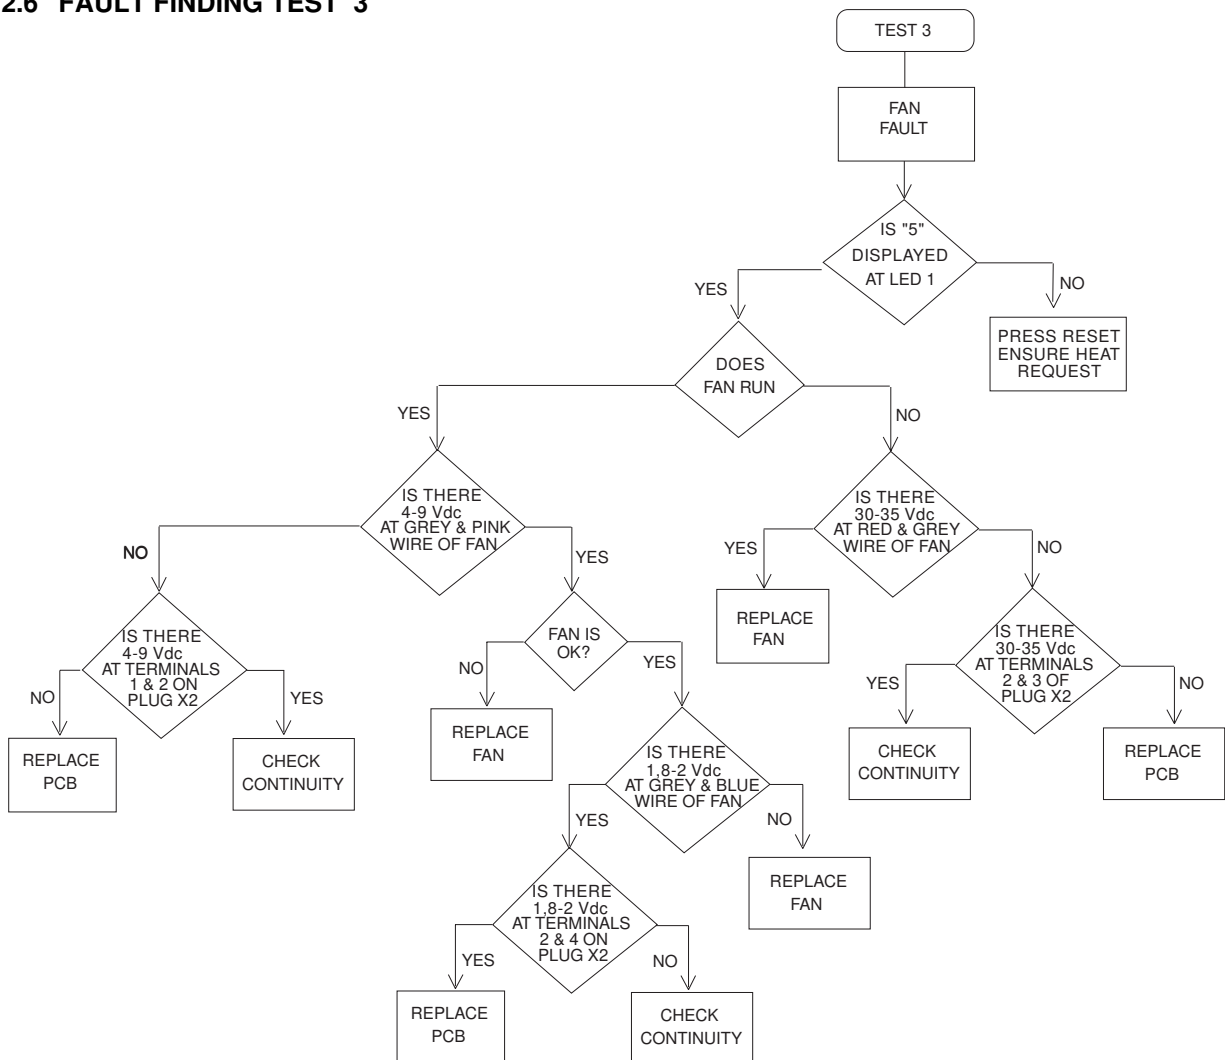 2.6 FAULT FINDING TEST 3
TEST 3
FAN
FAULT
IS "5"
DISPLAYED
AT LED 1
YES
NO
PRESS RESET
ENSURE HEAT
REQUEST
DOES
FAN RUN
YES
NO
IS THERE
4-9 Vdc
AT GREY & PINK
WIRE OF FAN
IS THERE
30-35 Vdc
AT RED & GREY
WIRE OF FAN
NO
YES
YES
NO
IS THERE
4-9 Vdc
AT TERMINALS
1 & 2 ON
PLUG X2
FAN IS
OK?
REPLACE
FAN
IS THERE
30-35 Vdc
AT TERMINALS
2 & 3 OF
PLUG X2
NO
YES
NO
YES
YES
NO
REPLACE
PCB
CHECK
CONTINUITY
REPLACE
FAN
IS THERE
1,8-2 Vdc
AT GREY & BLUE
WIRE OF FAN
CHECK
CONTINUITY
REPLACE
PCB
YES
NO
IS THERE
1,8-2 Vdc
AT TERMINALS
2 & 4 ON
PLUG X2
REPLACE
FAN
YES
NO
REPLACE
PCB
CHECK
CONTINUITY